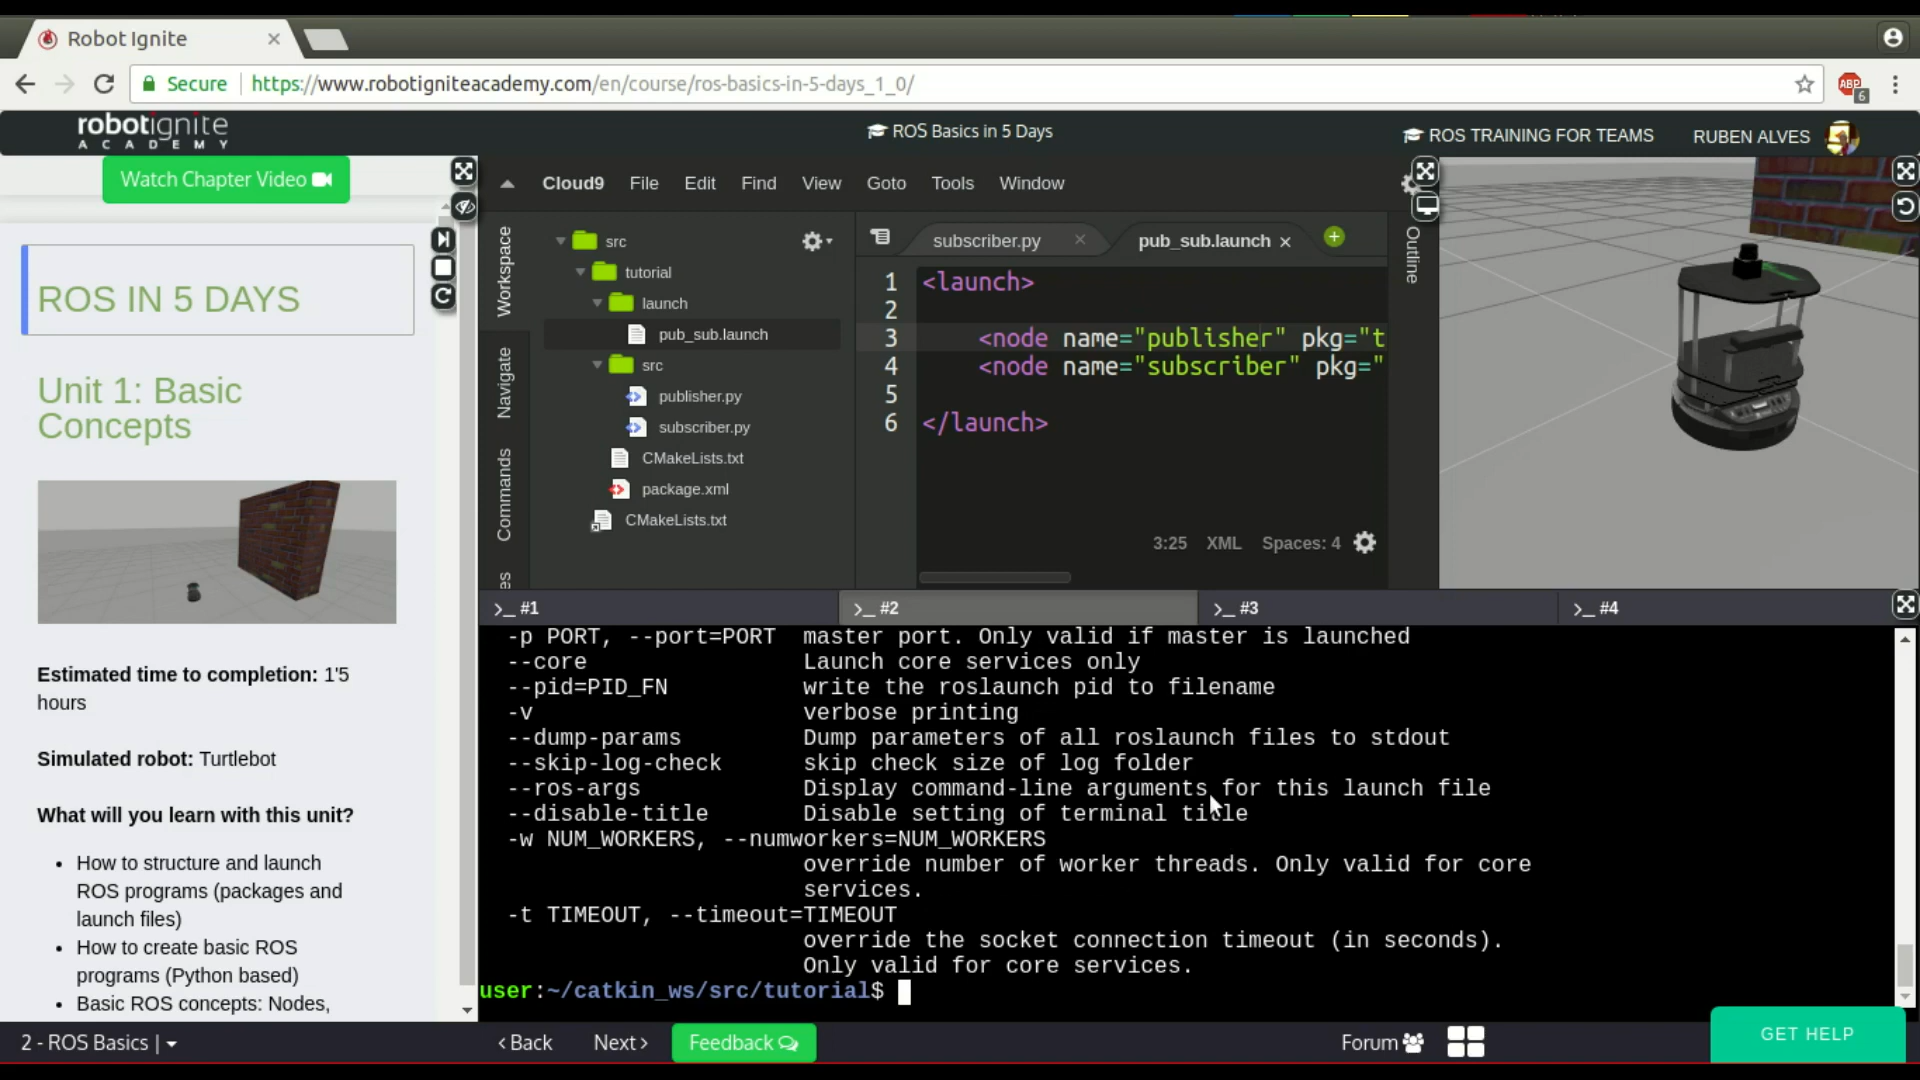 Robot Ignite
Secure
https://www.robotigniteacademy.com/en/course/ros-basics-in-5-days_1_0/
ABP
6
robotignite
ACADEMY
ROS Basics in 5 Days
ROS TRAINING FOR TEAMS
RUBEN ALVES
Watch Chapter Video
ROS IN 5 DAYS
Unit 1: Basic
Concepts
Estimated time to completion: 1'5
hours
Simulated robot: Turtlebot
What will you learn with this unit?
• How to structure and launch
ROS programs (packages and
launch files)
• How to create basic ROS
programs (Python based)
• Basic ROS concepts: Nodes,
Cloud9 File Edit Find View Goto Tools Window
Workspace
Navigate
Commands
es
src
tutorial
launch
pub_sub.launch
src
publisher.py
subscriber.py
CMakeLists.txt
package.xml
CMakeLists.txt
subscriber.py
pub_sub.launch
1 <launch>
2
3 <node name="publisher" pkg="t
4 <node name="subscriber" pkg="
5
6 </launch>
3:25 XML Spaces: 4
Outline
>_ #1
>_ #2
>_ #3
>_ #4
-p PORT, --port=PORT master port. Only valid if master is launched
--core Launch core services only
--pid=PID_FN write the roslaunch pid to filename
-v verbose printing
--dump-params Dump parameters of all roslaunch files to stdout
--skip-log-check skip check size of log folder
--ros-args Display command-line arguments for this launch file
--disable-title Disable setting of terminal title
-w NUM_WORKERS, --numworkers=NUM_WORKERS
override number of worker threads. Only valid for core
services.
-t TIMEOUT, --timeout=TIMEOUT
override the socket connection timeout (in seconds).
Only valid for core services.
user:~/catkin_ws/src/tutorial$
2 - ROS Basics |
‹ Back
Next ›
Feedback
Forum
GET HELP